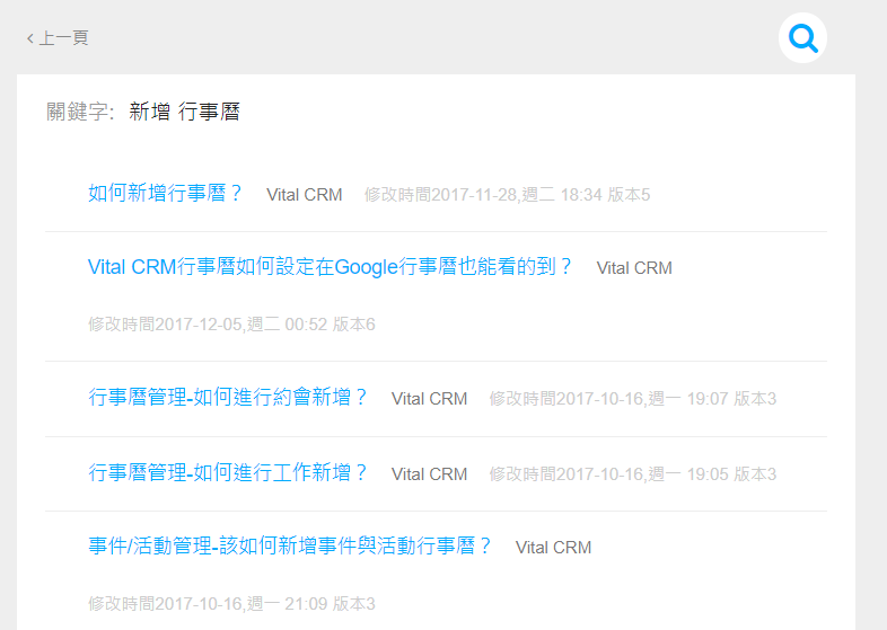 ‹ 上一頁
關鍵字: 新增 行事曆
如何新增行事曆？ Vital CRM 修改時間2017-11-28,週二 18:34 版本5
Vital CRM行事曆如何設定在Google行事曆也能看的到？ Vital CRM
修改時間2017-12-05,週二 00:52 版本6
行事曆管理-如何進行約會新增？ Vital CRM 修改時間2017-10-16,週一 19:07 版本3
行事曆管理-如何進行工作新增？ Vital CRM 修改時間2017-10-16,週一 19:05 版本3
事件/活動管理-該如何新增事件與活動行事曆？ Vital CRM
修改時間2017-10-16,週一 21:09 版本3